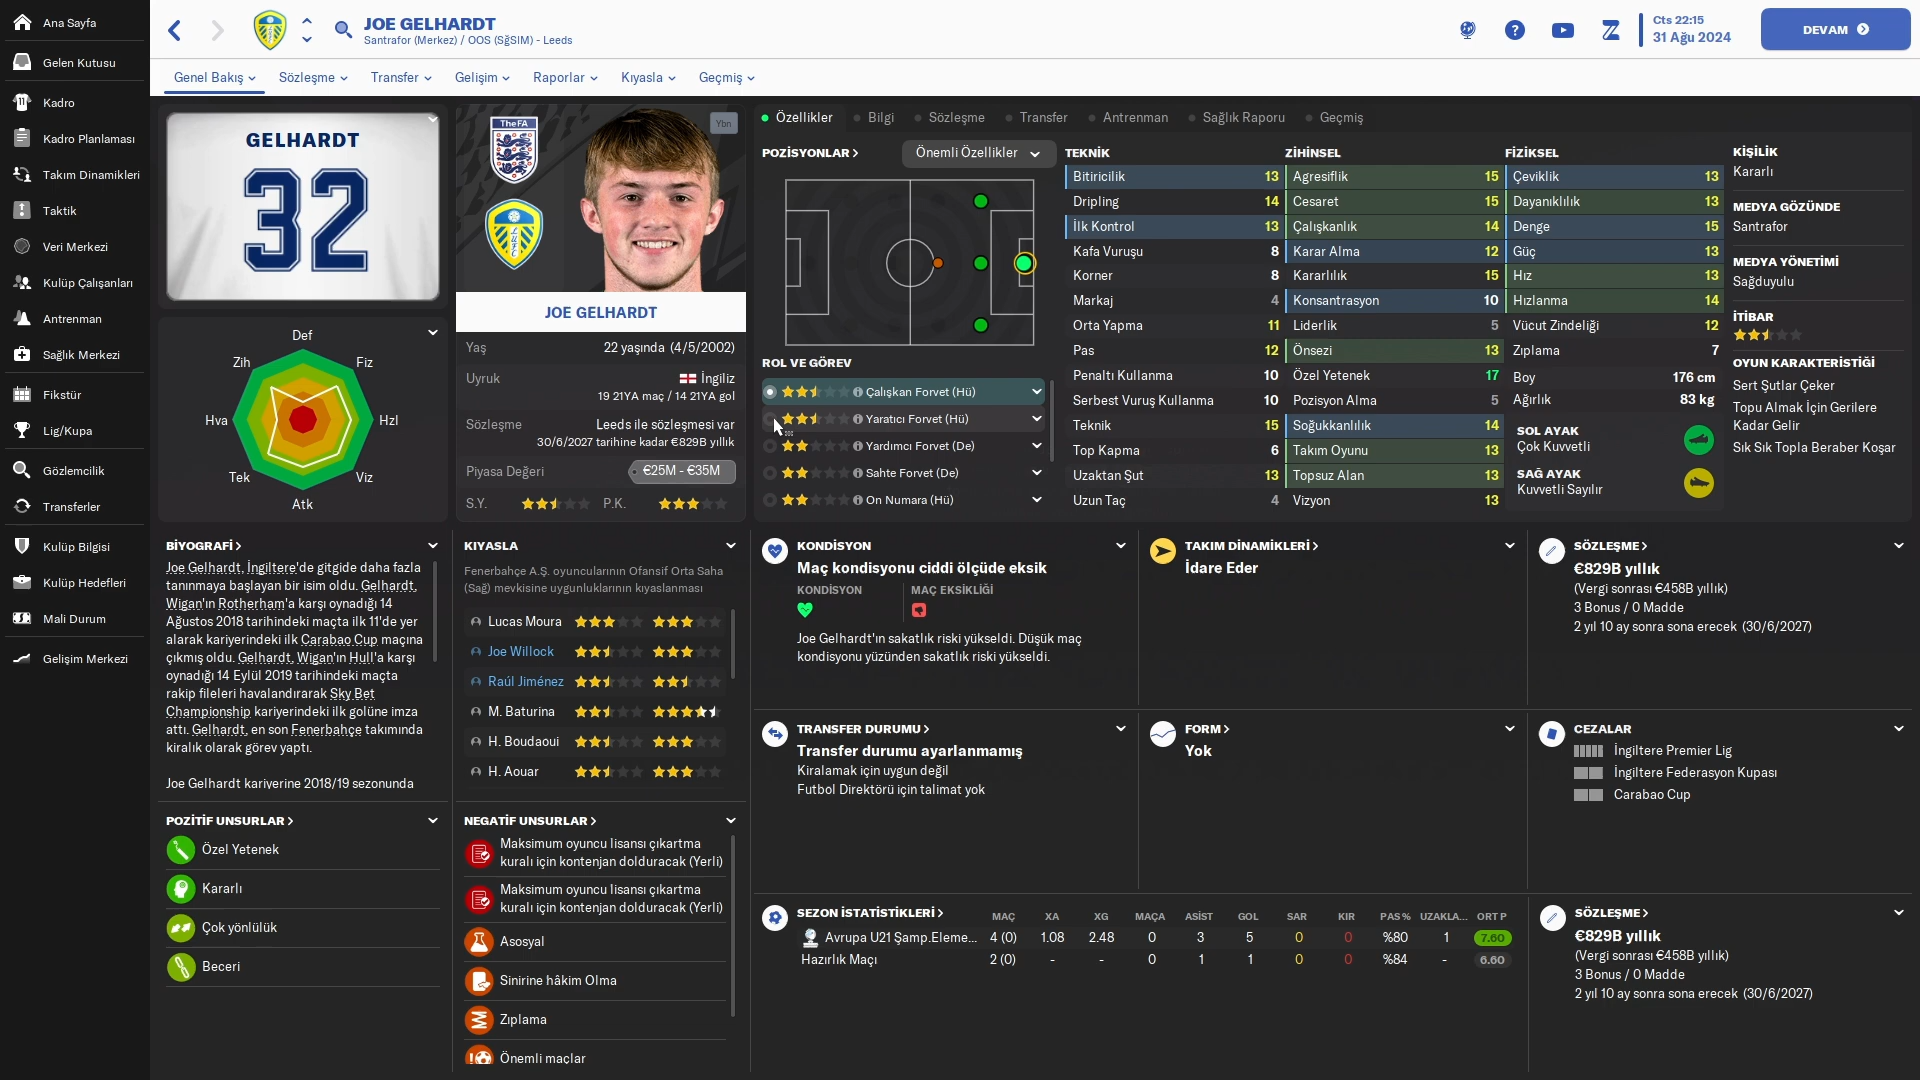 Ana Sayfa
Gelen Kutusu
Kadro
Kadro Planlaması
Takım Dinamikleri
Taktik
Veri Merkezi
Kulüp Çalışanları
Antrenman
Sağlık Merkezi
Fikstür
Lig/Kupa
Gözlemcilik
Transferler
Kulüp Bilgisi
Kulüp Hedefleri
Mali Durum
Gelişim Merkezi
JOE GELHARDT
Santrafor (Merkez) / OOS (SğSIM) - Leeds
Cts 22:15
31 Ağu 2024
DEVAM
Genel Bakış
Sözleşme
Transfer
Gelişim
Raporlar
Kıyasla
Geçmiş
GELHARDT
32
Def
Fiz
Hzl
Viz
Atk
Tek
Hva
Zih
The FA
Ybn
JOE GELHARDT
Yaş 22 yaşında (4/5/2002)
Uyruk İngiliz
19 21YA maç / 14 21YA gol
Sözleşme Leeds ile sözleşmesi var
30/6/2027 tarihine kadar €829B yıllık
Piyasa Değeri €25M - €35M
S.Y. P.K.
Özellikler
Bilgi
Sözleşme
Transfer
Antrenman
Sağlık Raporu
Geçmiş
POZİSYONLAR
Önemli Özellikler
ROL VE GÖREV
Çalışkan Forvet (Hü)
Yaratıcı Forvet (Hü)
Yardımcı Forvet (De)
Sahte Forvet (De)
On Numara (Hü)
TEKNİK
Bitiricilik 13
Dripling 14
İlk Kontrol 13
Kafa Vuruşu 8
Korner 8
Markaj 4
Orta Yapma 11
Pas 12
Penaltı Kullanma 10
Serbest Vuruş Kullanma 10
Teknik 15
Top Kapma 6
Uzaktan Şut 13
Uzun Taç 4
ZİHİNSEL
Agresiflik 15
Cesaret 15
Çalışkanlık 14
Karar Alma 12
Kararlılık 15
Konsantrasyon 10
Liderlik 5
Önsezi 13
Özel Yetenek 17
Pozisyon Alma 5
Soğukkanlılık 14
Takım Oyunu 13
Topsuz Alan 13
Vizyon 13
FİZİKSEL
Çeviklik 13
Dayanıklılık 13
Denge 15
Güç 13
Hız 13
Hızlanma 14
Vücut Zindeliği 12
Zıplama 7
Boy 176 cm
Ağırlık 83 kg
SOL AYAK
Çok Kuvvetli
SAĞ AYAK
Kuvvetli Sayılır
KİŞİLİK
Kararlı
MEDYA GÖZÜNDE
Santrafor
MEDYA YÖNETİMİ
Sağduyulu
İTİBAR
OYUN KARAKTERİSTİĞİ
Sert Şutlar Çeker
Topu Almak İçin Gerilere
Kadar Gelir
Sık Sık Topla Beraber Koşar
BİYOGRAFİ
Joe Gelhardt, İngiltere'de gitgide daha fazla
tanınmaya başlayan bir isim oldu. Gelhardt,
Wigan'ın Rotherham'a karşı oynadığı 14
Ağustos 2018 tarihindeki maçta ilk 11'de yer
alarak kariyerindeki ilk Carabao Cup maçına
çıkmış oldu. Gelhardt, Wigan'ın Hull'a karşı
oynadığı 14 Eylül 2019 tarihindeki maçta
rakip fileleri havalandırarak Sky Bet
Championship kariyerindeki ilk golüne imza
attı. Gelhardt, en son Fenerbahçe takımında
kiralık olarak görev yaptı.
Joe Gelhardt kariyerine 2018/19 sezonunda
KIYASLA
Fenerbahçe A.Ş. oyuncularının Ofansif Orta Saha
(Sağ) mevkisine uygunluklarının kıyaslanması
Lucas Moura
Joe Willock
Raúl Jiménez
M. Baturina
H. Boudaoui
H. Aouar
POZİTİF UNSURLAR
Özel Yetenek
Kararlı
Çok yönlülük
Beceri
NEGATİF UNSURLAR
Maksimum oyuncu lisansı çıkartma
kuralı için kontenjan dolduracak (Yerli)
Maksimum oyuncu lisansı çıkartma
kuralı için kontenjan dolduracak (Yerli)
Asosyal
Sinirine hâkim Olma
Zıplama
Önemli maçlar
KONDİSYON
Maç kondisyonu ciddi ölçüde eksik
KONDİSYON
MAÇ EKSİKLİĞİ
Joe Gelhardt'ın sakatlık riski yükseldi. Düşük maç
kondisyonu yüzünden sakatlık riski yükseldi.
TAKIM DİNAMİKLERİ
İdare Eder
SÖZLEŞME
€829B yıllık
(Vergi sonrası €458B yıllık)
3 Bonus / 0 Madde
2 yıl 10 ay sonra sona erecek (30/6/2027)
TRANSFER DURUMU
Transfer durumu ayarlanmamış
Kiralamak için uygun değil
Futbol Direktörü için talimat yok
FORM
Yok
CEZALAR
İngiltere Premier Lig
İngiltere Federasyon Kupası
Carabao Cup
SEZON İSTATİSTİKLERİ MAÇ XA XG MAÇA ASİST GOL SAR KIR PAS % UZAKLA... ORT P
Avrupa U21 Şamp.Eleme... 4 (0) 1.08 2.48 0 3 5 0 0 %80 1 7.60
Hazırlık Maçı 2 (0) - - 0 1 1 0 0 %84 - 6.60
SÖZLEŞME
€829B yıllık
(Vergi sonrası €458B yıllık)
3 Bonus / 0 Madde
2 yıl 10 ay sonra sona erecek (30/6/2027)